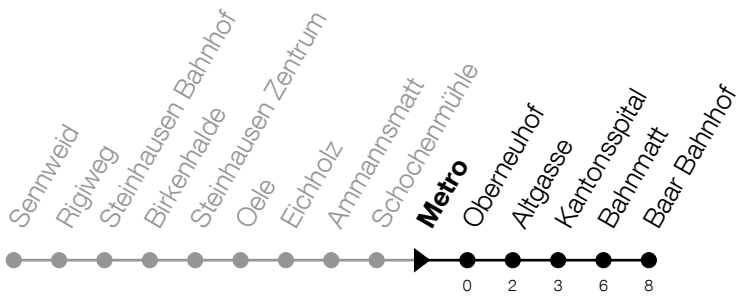 Sennweid
Rigiweg
Steinhausen Bahnhof
Birkenhalde
Steinhausen Zentrum
Oele
Eichholz
Ammannsmatt
Schochenmühle
Metro
Oberneuhof
Altgasse
Kantonsspital
Bahnmatt
Baar Bahnhof
0 2 3 6 8